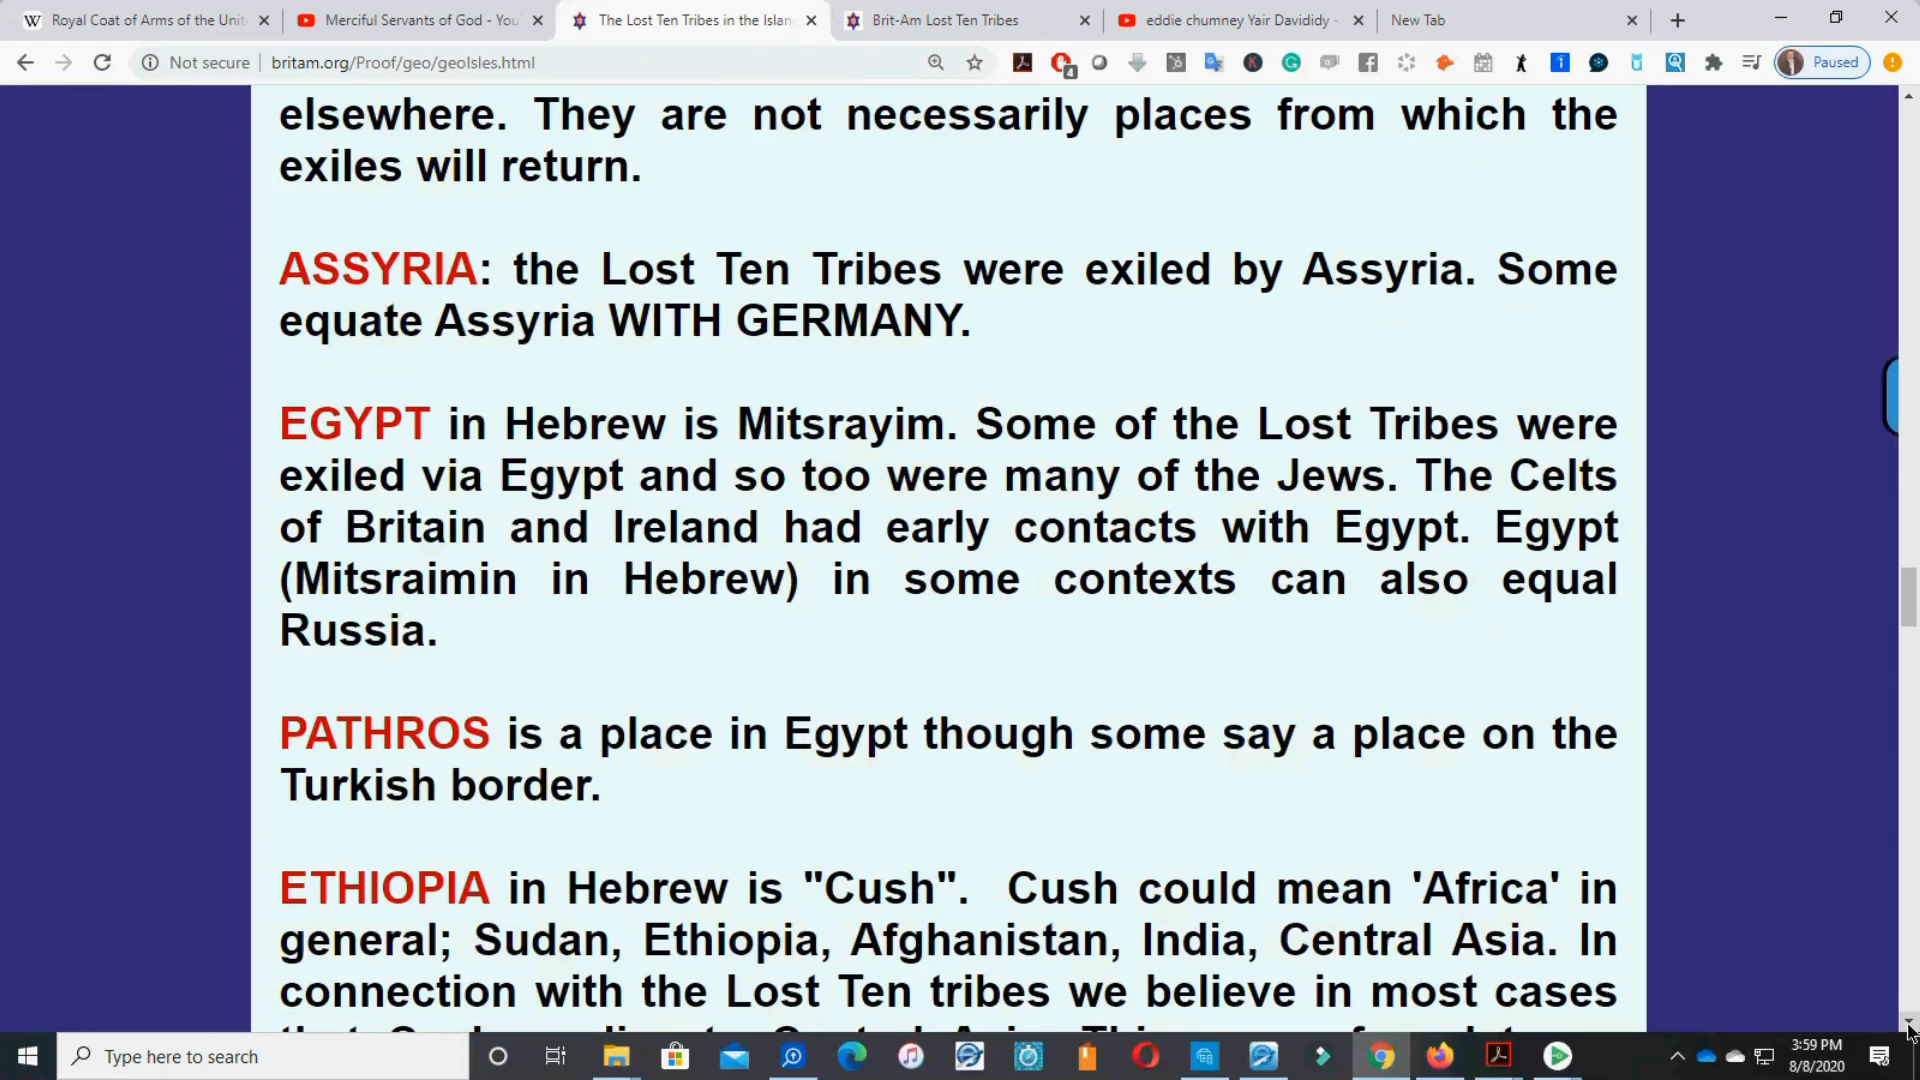 Royal Coat of Arms of the Unit
Merciful Servants of God - You
The Lost Ten Tribes in the Islan
Brit-Am Lost Ten Tribes
eddie chumney Yair Davididy -
New Tab
Not secure
britam.org/Proof/geo/geoIsles.html
4
Paused
elsewhere. They are not necessarily places from which the
exiles will return.
ASSYRIA: the Lost Ten Tribes were exiled by Assyria. Some
equate Assyria WITH GERMANY.
EGYPT in Hebrew is Mitsrayim. Some of the Lost Tribes were
exiled via Egypt and so too were many of the Jews. The Celts
of Britain and Ireland had early contacts with Egypt. Egypt
(Mitsraimin in Hebrew) in some contexts can also equal
Russia.
PATHROS is a place in Egypt though some say a place on the
Turkish border.
ETHIOPIA in Hebrew is "Cush". Cush could mean 'Africa' in
general; Sudan, Ethiopia, Afghanistan, India, Central Asia. In
connection with the Lost Ten tribes we believe in most cases
Type here to search
3:59 PM
8/8/2020